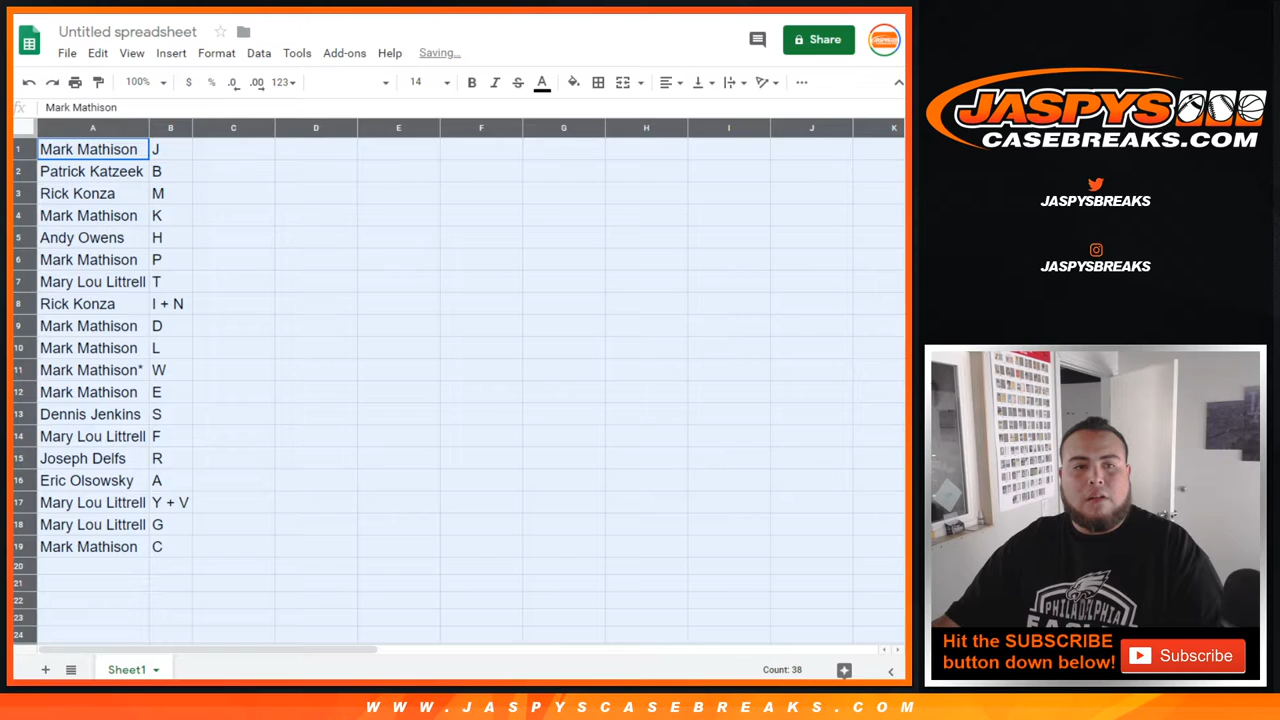 Untitled spreadsheet
File Edit View Insert Format Data Tools Add-ons Help Saving...
Share
100% $ % .0 .00 123 14 B I S A
fx Mark Mathison
A B C D E F G H I J K
1 Mark Mathison J
2 Patrick Katzeek B
3 Rick Konza M
4 Mark Mathison K
5 Andy Owens H
6 Mark Mathison P
7 Mary Lou Littrell T
8 Rick Konza I + N
9 Mark Mathison D
10 Mark Mathison L
11 Mark Mathison* W
12 Mark Mathison E
13 Dennis Jenkins S
14 Mary Lou Littrell F
15 Joseph Delfs R
16 Eric Olsowsky A
17 Mary Lou Littrell Y + V
18 Mary Lou Littrell G
19 Mark Mathison C
20
21
22
23
24
Sheet1
Count: 38
JASPYS
CASEBREAKS.COM
JASPYSBREAKS
JASPYSBREAKS
PHILADELPHIA
Hit the SUBSCRIBE
button down below!
Subscribe
WWW.JASPYSCASEBREAKS.COM